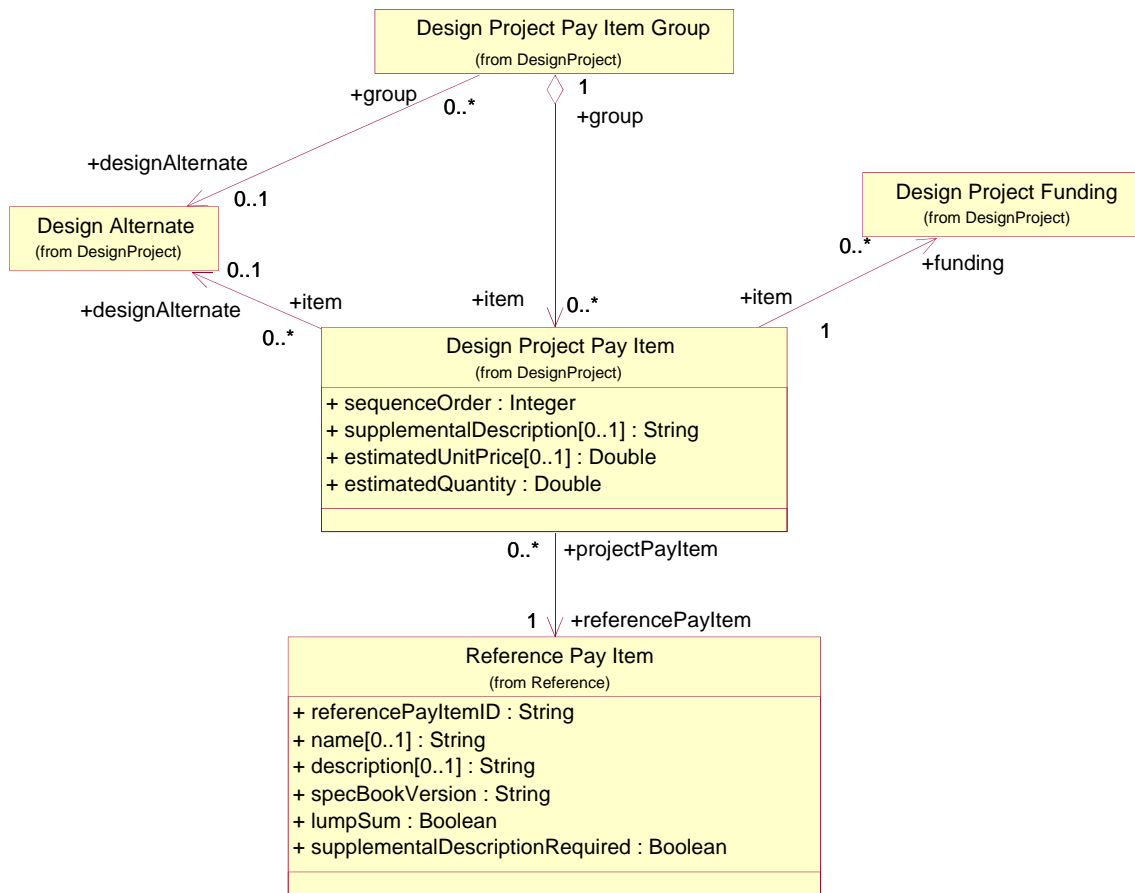 Design Project Pay Item Group
(from DesignProject)
+group
0..*
1
+group
+designAlternate
0..1
Design Alternate
(from DesignProject)
Design Project Funding
(from DesignProject)
0..*
+funding
0..1
+designAlternate
+item
0..*
+item
0..*
+item
1
Design Project Pay Item
(from DesignProject)
+ sequenceOrder : Integer
+ supplementalDescription[0..1] : String
+ estimatedUnitPrice[0..1] : Double
+ estimatedQuantity : Double
0..*
+projectPayItem
1
+referencePayItem
Reference Pay Item
(from Reference)
+ referencePayItemID : String
+ name[0..1] : String
+ description[0..1] : String
+ specBookVersion : String
+ lumpSum : Boolean
+ supplementalDescriptionRequired : Boolean